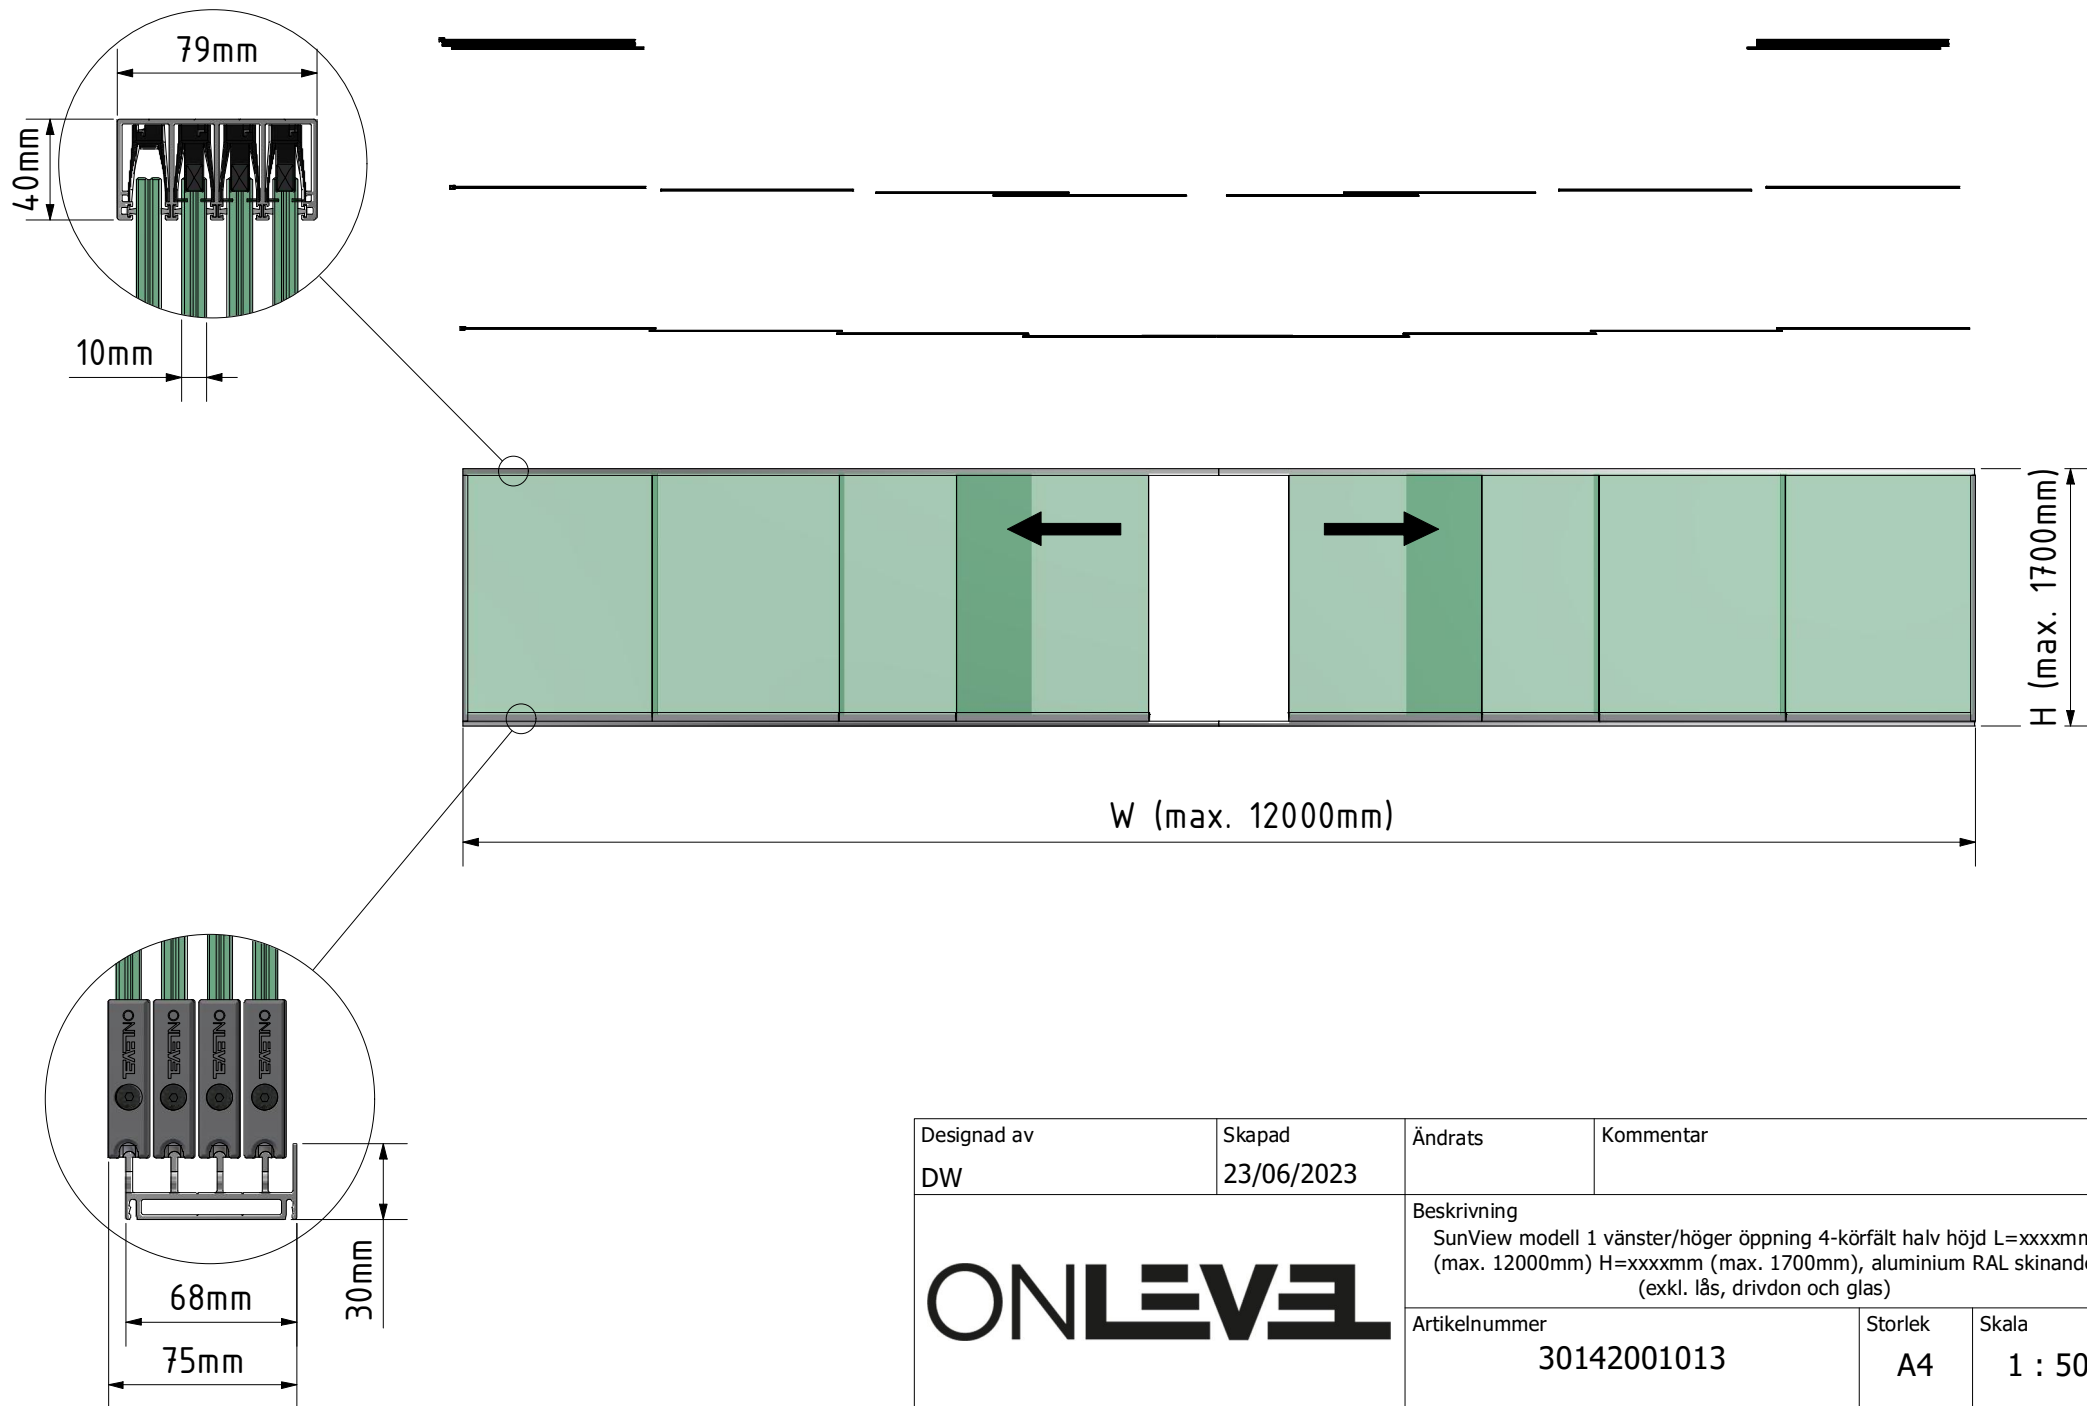 79mm
40mm
10mm
H (max. 1700mm)
W (max. 12000mm)
ONLEVEL
ONLEVEL
ONLEVEL
ONLEVEL
30mm
68mm
75mm
Designad av
DW
Skapad
23/06/2023
Ändrats
Kommentar
ONLEVEL
Beskrivning
SunView modell 1 vänster/höger öppning 4-körfält halv höjd L=xxxxmm
(max. 12000mm) H=xxxxmm (max. 1700mm), aluminium RAL skinande
(exkl. lås, drivdon och glas)
Artikelnummer
30142001013
Storlek
A4
Skala
1 : 50